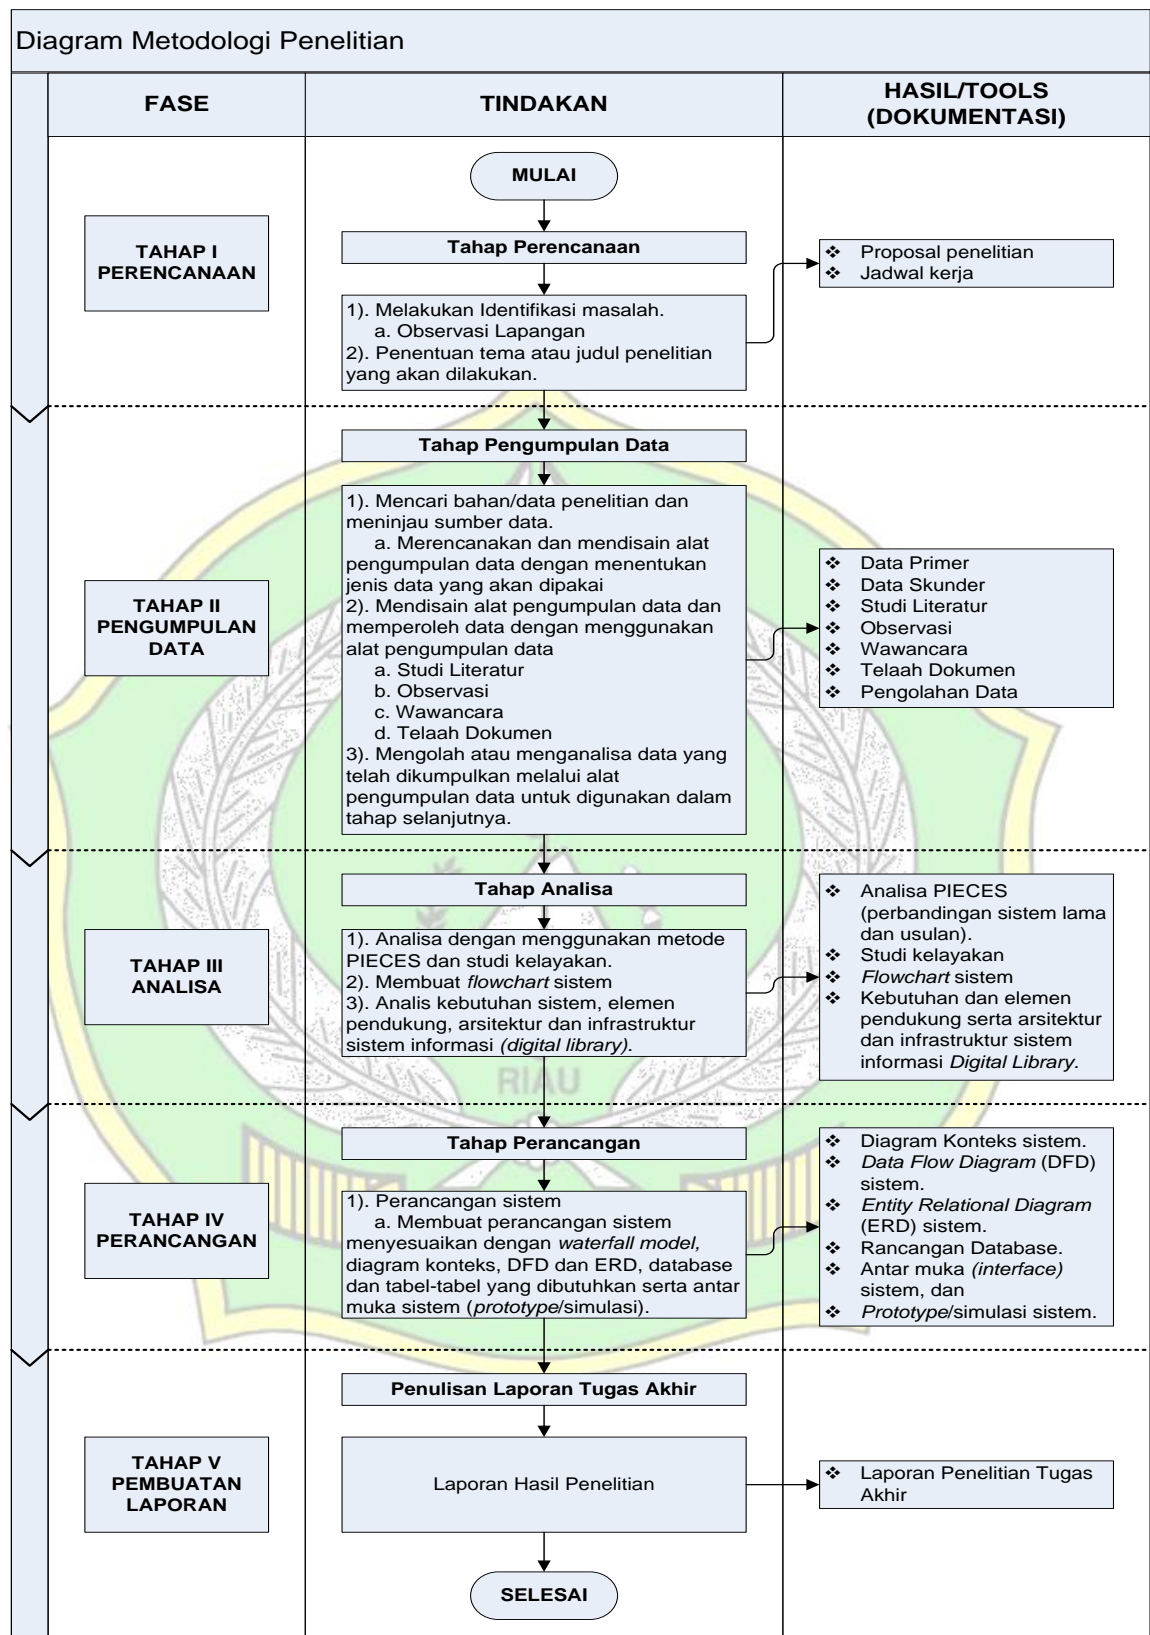 Diagram Metodologi Penelitian
FASE
TINDAKAN
HASIL/TOOLS
(DOKUMENTASI)
MULAI
TAHAP I
PERENCANAAN
Tahap Perencanaan
1). Melakukan Identifikasi masalah.
a. Observasi Lapangan
2). Penentuan tema atau judul penelitian
yang akan dilakukan.
❖ Proposal penelitian
❖ Jadwal kerja
TAHAP II
PENGUMPULAN
DATA
Tahap Pengumpulan Data
1). Mencari bahan/data penelitian dan
meninjau sumber data.
a. Merencanakan dan mendisain alat
pengumpulan data dengan menentukan
jenis data yang akan dipakai
2). Mendisain alat pengumpulan data dan
memperoleh data dengan menggunakan
alat pengumpulan data
a. Studi Literatur
b. Observasi
c. Wawancara
d. Telaah Dokumen
3). Mengolah atau menganalisa data yang
telah dikumpulkan melalui alat
pengumpulan data untuk digunakan dalam
tahap selanjutnya.
❖ Data Primer
❖ Data Skunder
❖ Studi Literatur
❖ Observasi
❖ Wawancara
❖ Telaah Dokumen
❖ Pengolahan Data
TAHAP III
ANALISA
Tahap Analisa
1). Analisa dengan menggunakan metode
PIECES dan studi kelayakan.
2). Membuat flowchart sistem
3). Analis kebutuhan sistem, elemen
pendukung, arsitektur dan infrastruktur
sistem informasi (digital library).
❖ Analisa PIECES
(perbandingan sistem lama
dan usulan).
❖ Studi kelayakan
❖ Flowchart sistem
❖ Kebutuhan dan elemen
pendukung serta arsitektur
dan infrastruktur sistem
informasi Digital Library.
RIAU
TAHAP IV
PERANCANGAN
Tahap Perancangan
1). Perancangan sistem
a. Membuat perancangan sistem
menyesuaikan dengan waterfall model,
diagram konteks, DFD dan ERD, database
dan tabel-tabel yang dibutuhkan serta antar
muka sistem (prototype/simulasi).
❖ Diagram Konteks sistem.
❖ Data Flow Diagram (DFD)
sistem.
❖ Entity Relational Diagram
(ERD) sistem.
❖ Rancangan Database.
❖ Antar muka (interface)
sistem, dan
❖ Prototype/simulasi sistem.
TAHAP V
PEMBUATAN
LAPORAN
Penulisan Laporan Tugas Akhir
Laporan Hasil Penelitian
❖ Laporan Penelitian Tugas
Akhir
SELESAI